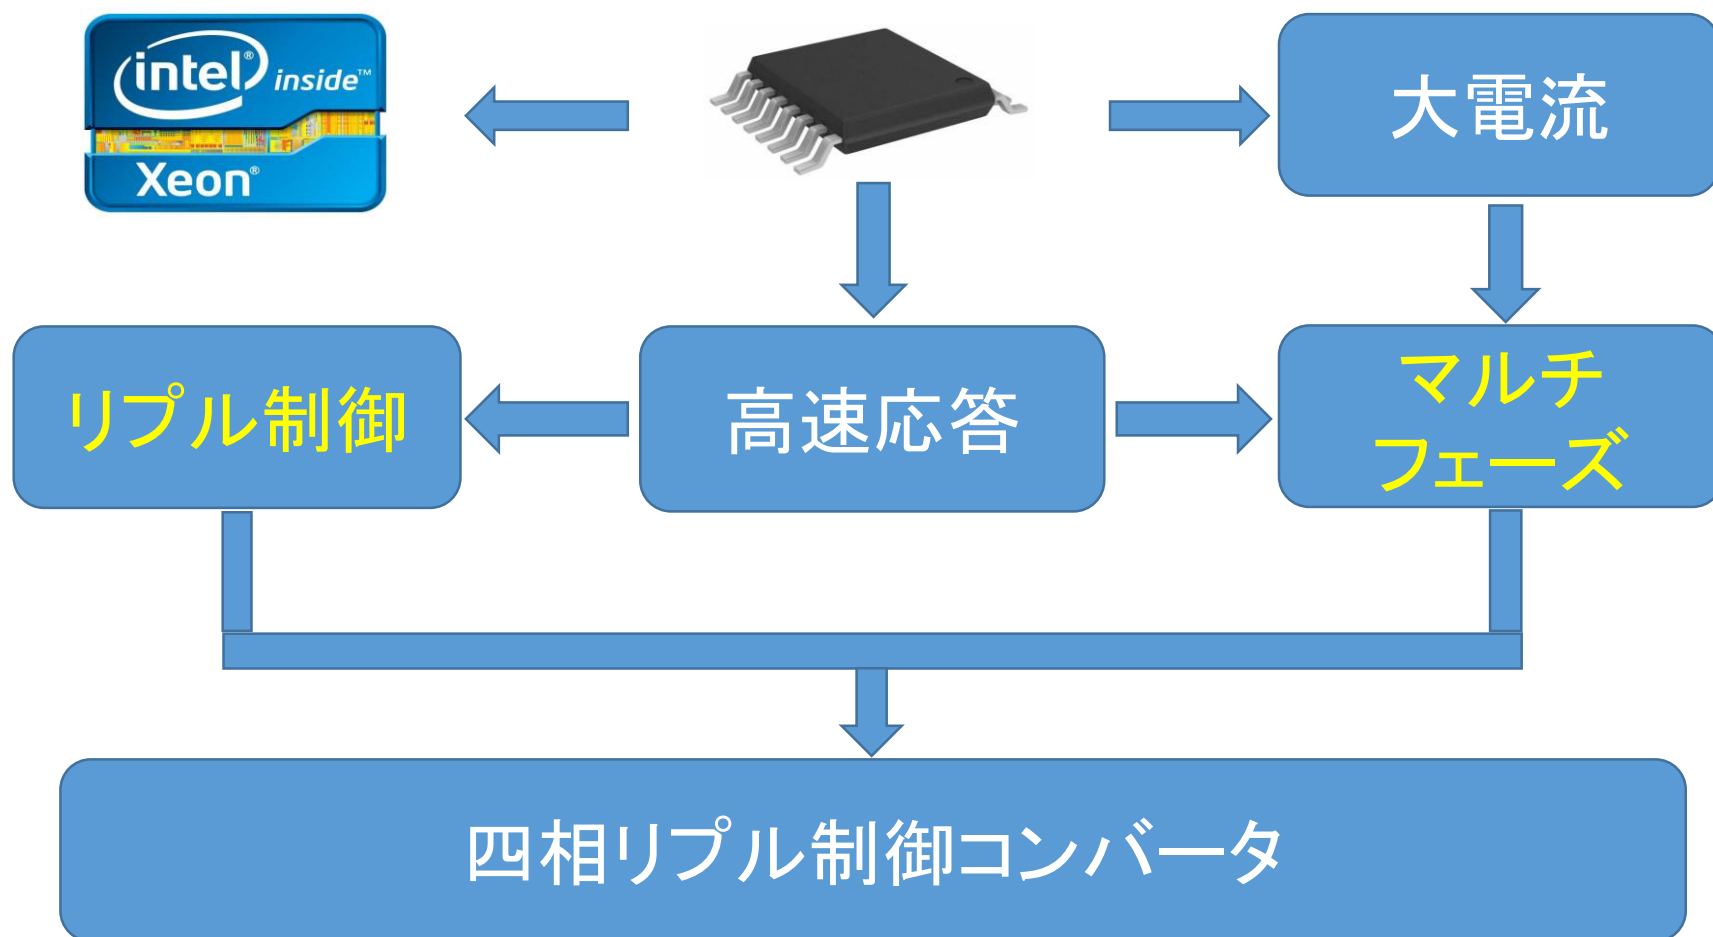 intel® inside™
Xeon®
大電流
リプル制御
高速応答
マルチ
フェーズ
四相リプル制御コンバータ